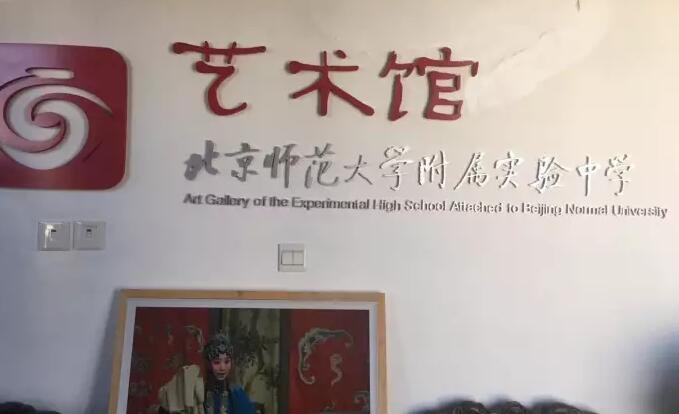 艺术馆
北京师范大学附属实验中学
Art Gallery of the Experimental High School Attached to Beijing Normal University